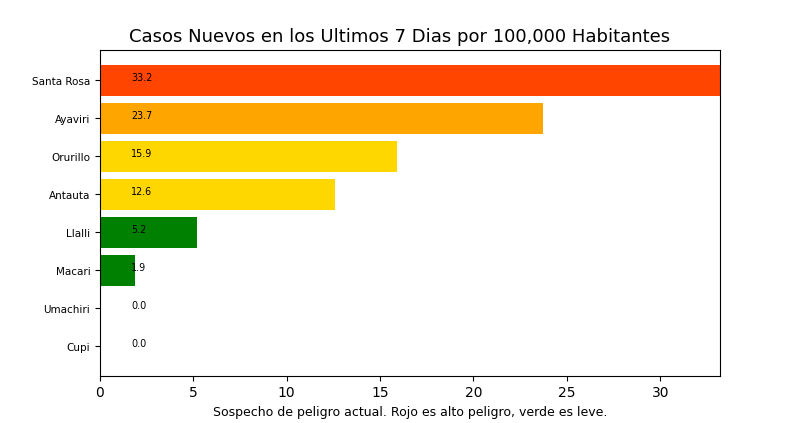 Casos Nuevos en los Ultimos 7 Dias por 100,000 Habitantes
Santa Rosa 33.2
Ayaviri 23.7
Orurillo 15.9
Antauta 12.6
Llalli 5.2
Macari 1.9
Umachiri 0.0
Cupi 0.0
0 5 10 15 20 25 30
Sospecho de peligro actual. Rojo es alto peligro, verde es leve.